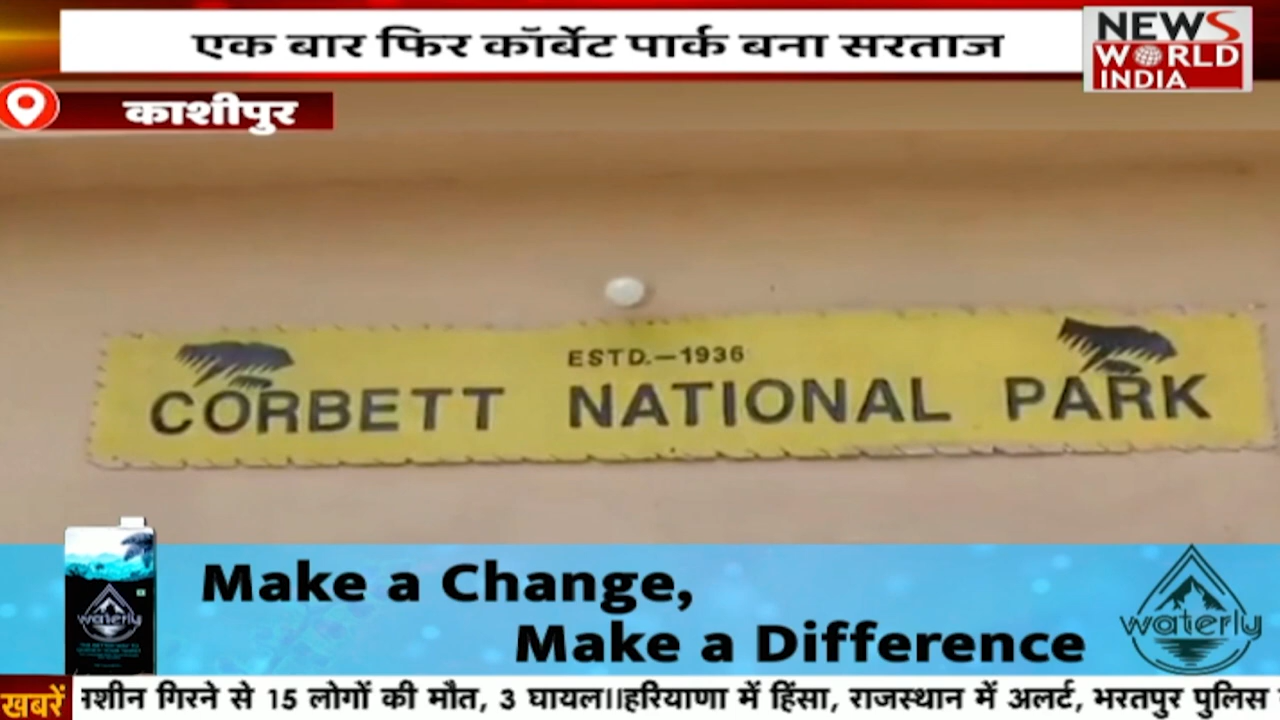 एक बार फिर कॉर्बेट पार्क बना सरताज
NEWS
WORLD
INDIA
काशीपुर
ESTD.—1936
CORBETT NATIONAL PARK
Make a Change,
Make a Difference
waterly
waterly
खबरें
मशीन गिरने से 15 लोगों की मौत, 3 घायल।।हरियाणा में हिंसा, राजस्थान में अलर्ट, भरतपुर पुलिस